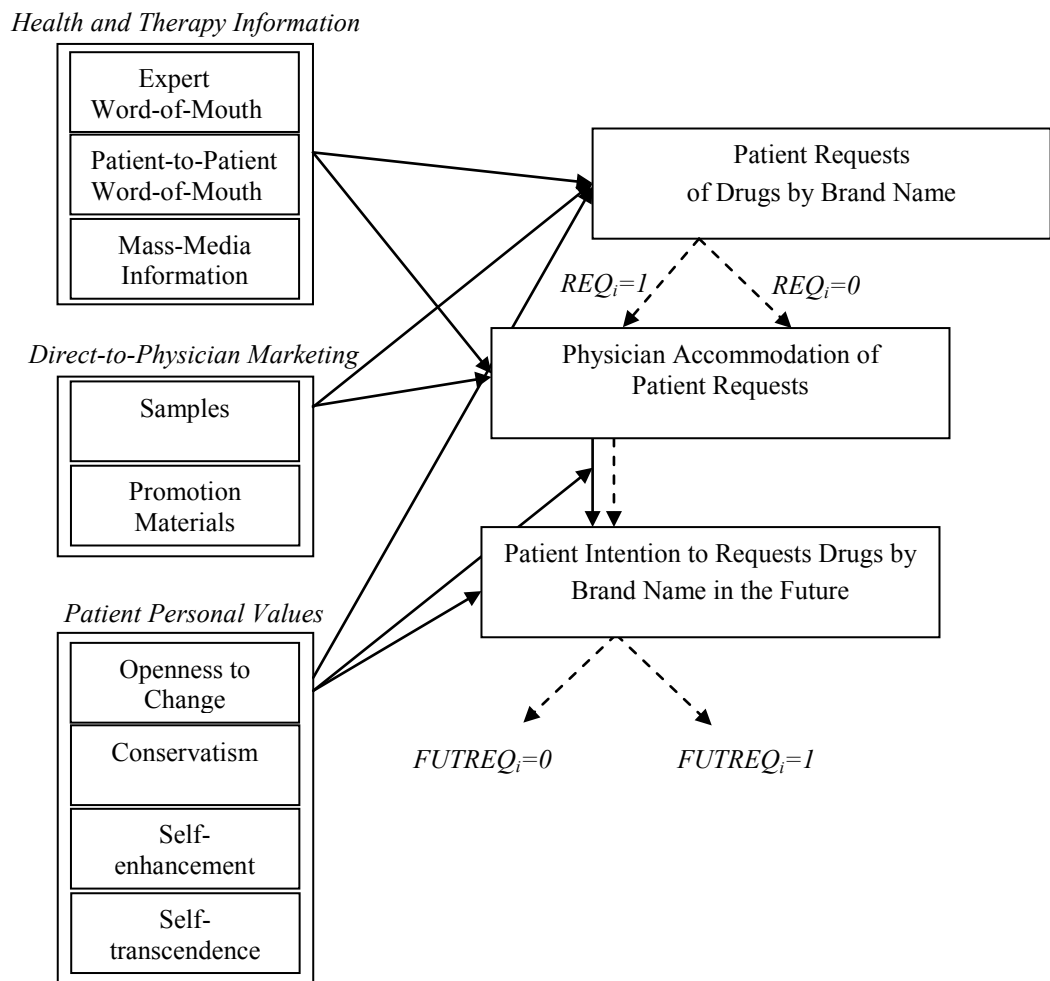 Health and Therapy Information
Expert
Word-of-Mouth
Patient-to-Patient
Word-of-Mouth
Mass-Media
Information
Direct-to-Physician Marketing
Samples
Promotion
Materials
Patient Personal Values
Openness to
Change
Conservatism
Self-
enhancement
Self-
transcendence
Patient Requests
of Drugs by Brand Name
REQi=1
REQi=0
Physician Accommodation of
Patient Requests
Patient Intention to Requests Drugs by
Brand Name in the Future
FUTREQi=0
FUTREQi=1